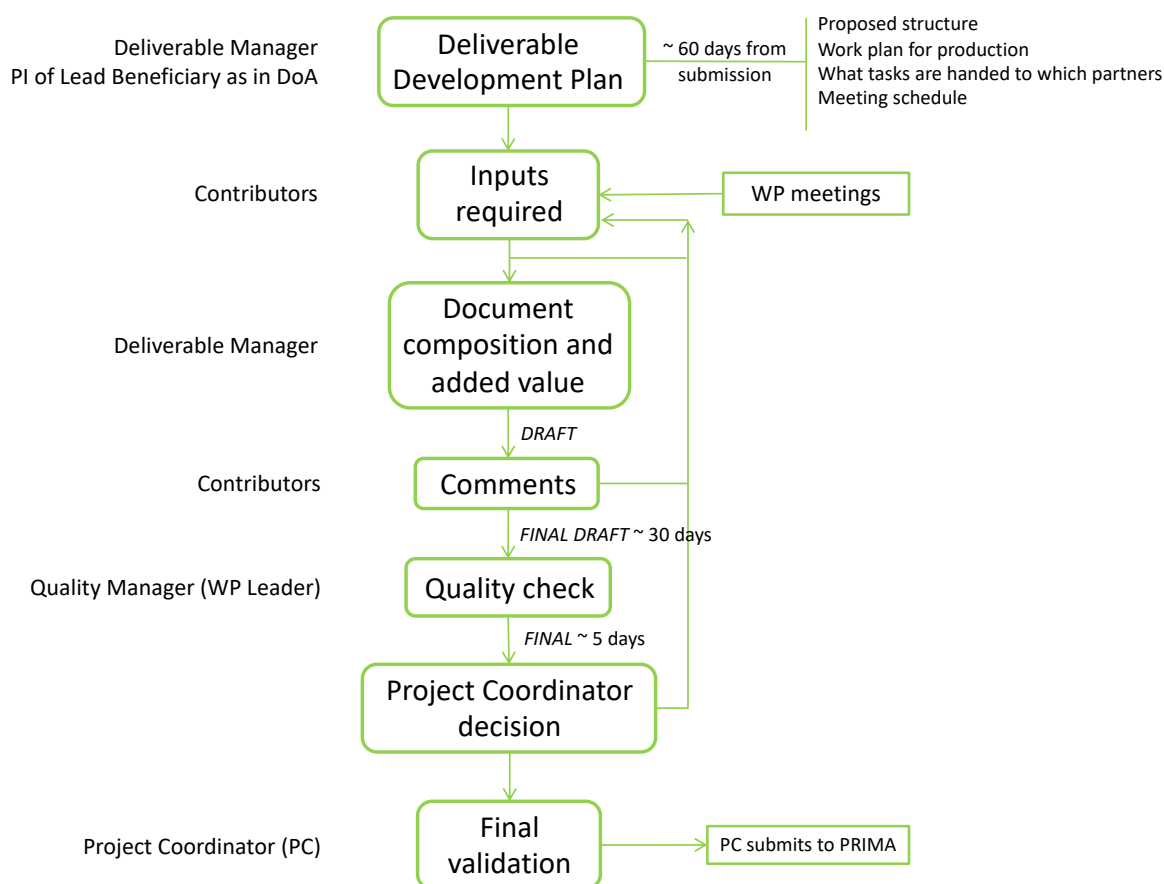 Deliverable Manager
PI of Lead Beneficiary as in DoA
Deliverable
Development Plan
~ 60 days from
submission
Proposed structure
Work plan for production
What tasks are handed to which partners
Meeting schedule
Contributors
Inputs
required
WP meetings
Deliverable Manager
Document
composition and
added value
DRAFT
Contributors
Comments
FINAL DRAFT ~ 30 days
Quality Manager (WP Leader)
Quality check
FINAL ~ 5 days
Project Coordinator
decision
Project Coordinator (PC)
Final
validation
PC submits to PRIMA